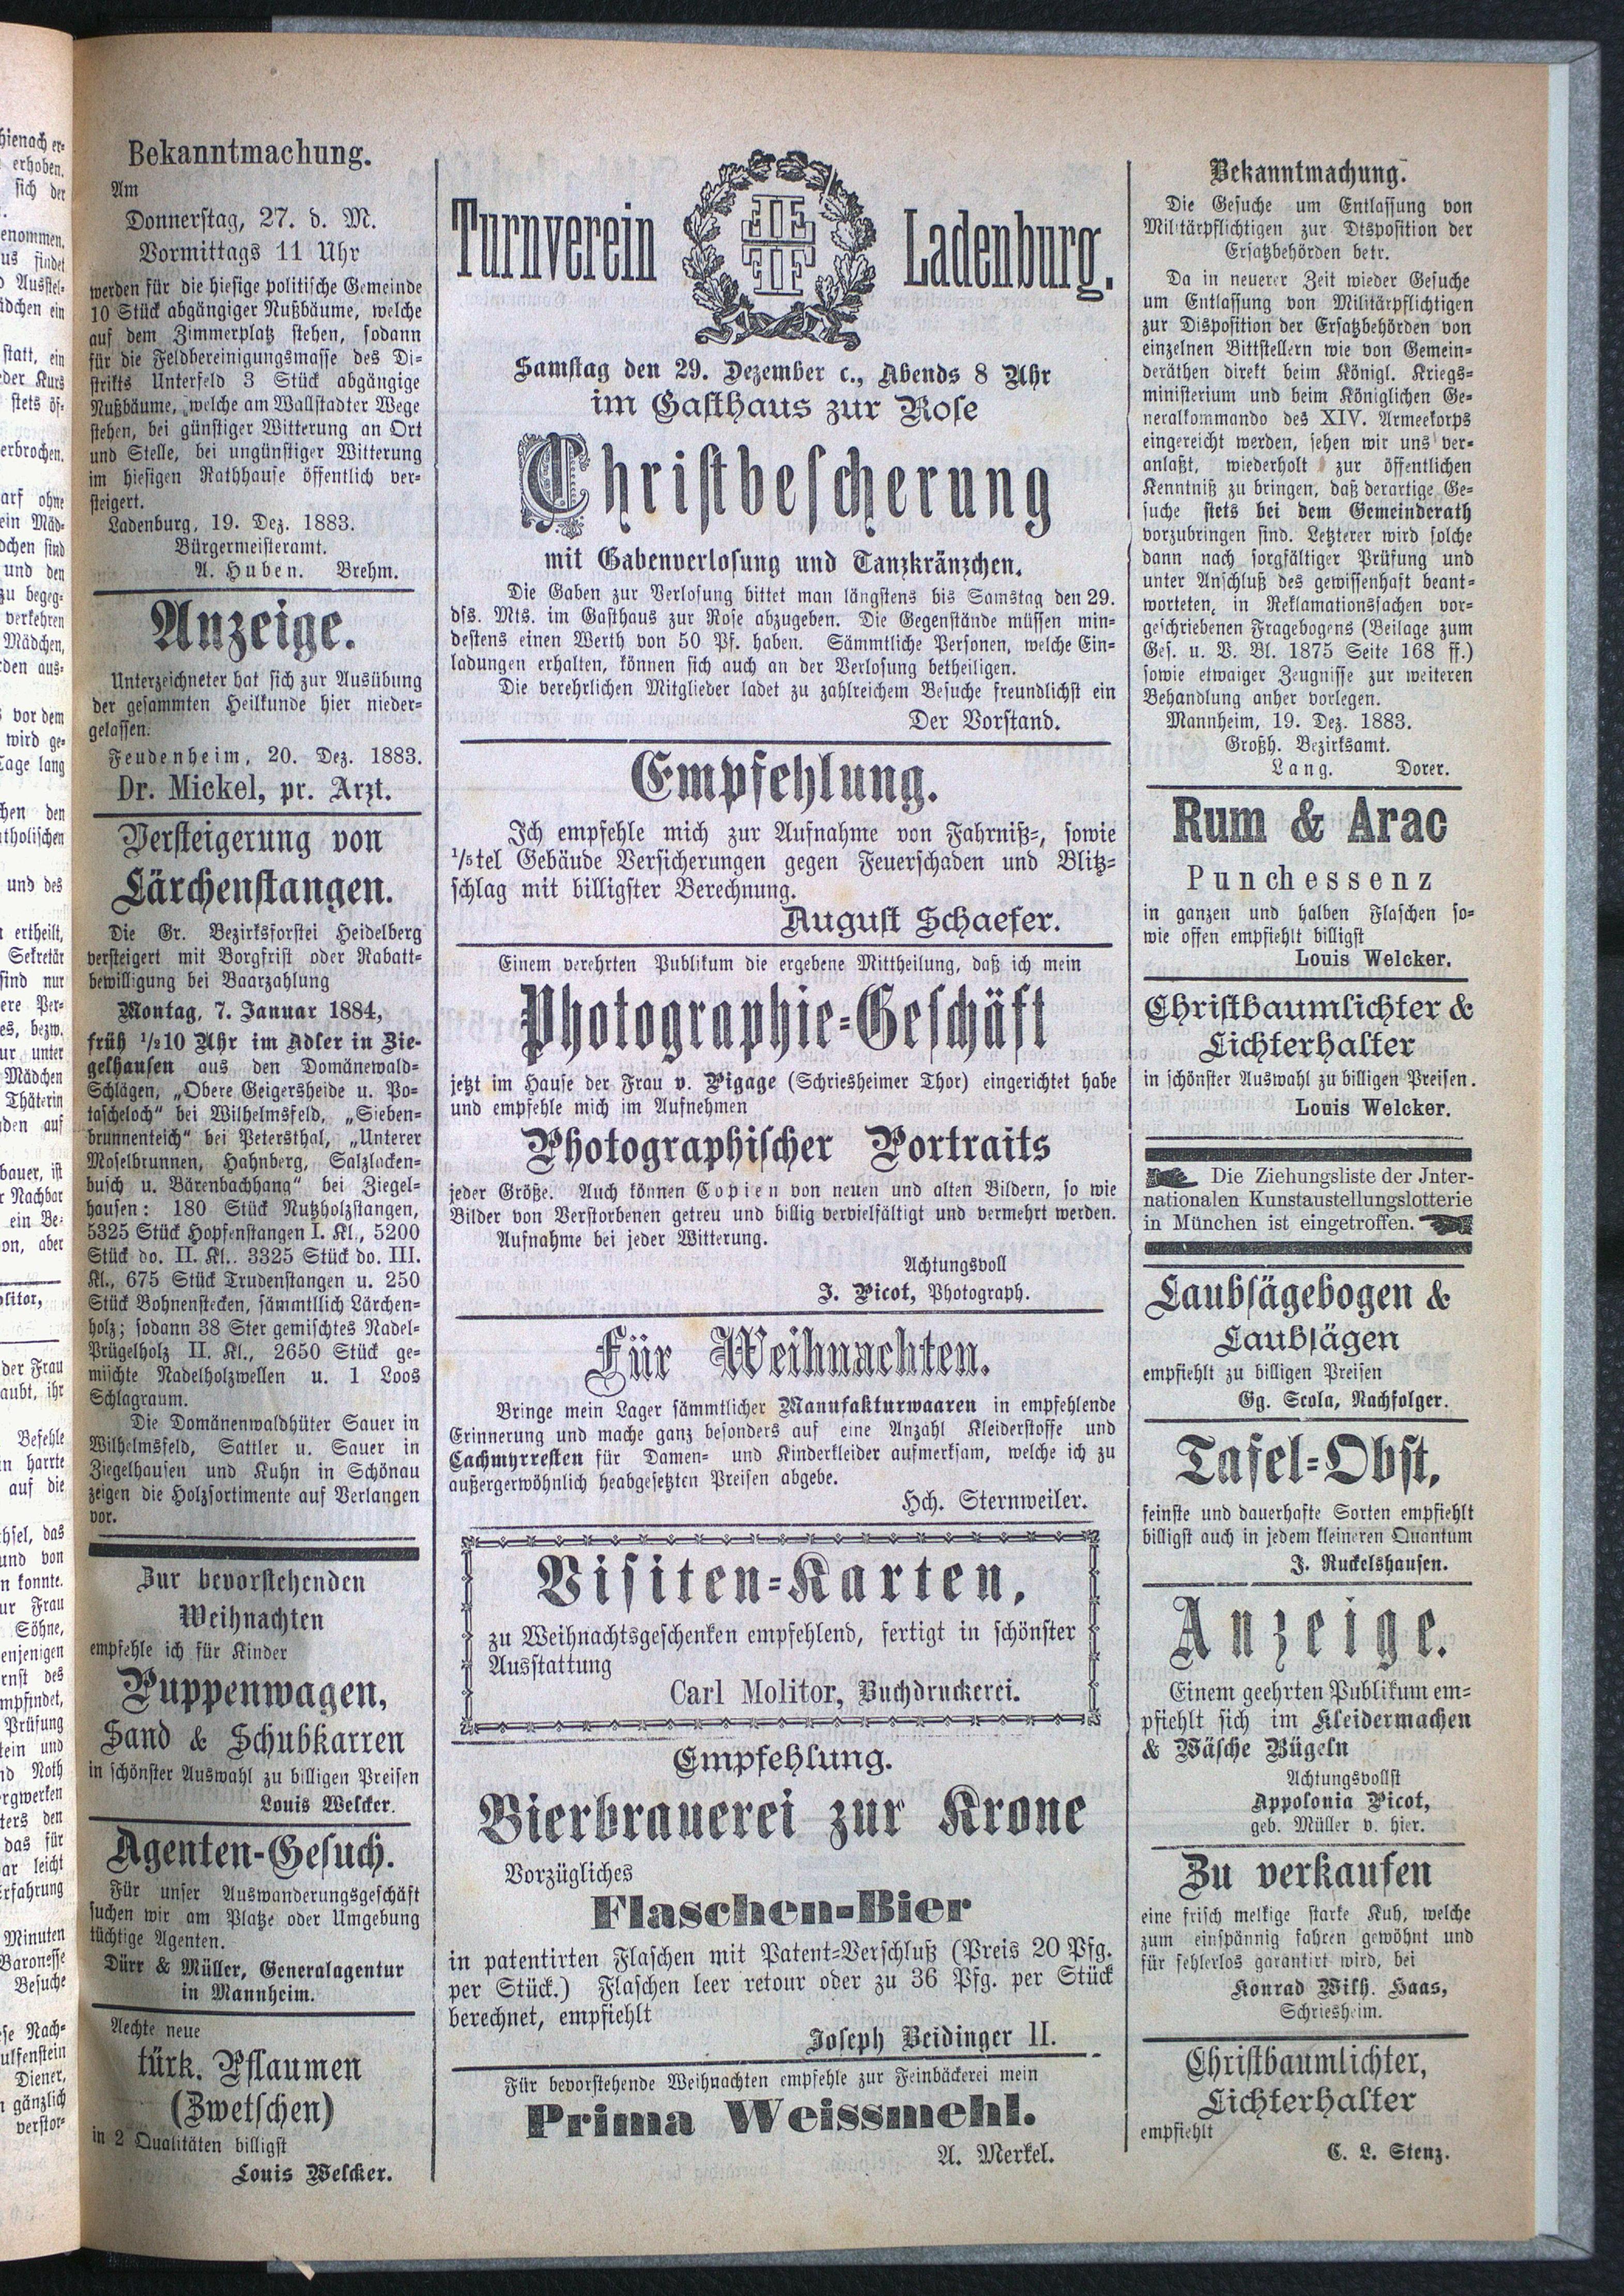 Bekanntmachung.
Am
Donnerstag, 27. d. M.
Vormittags 11 Uhr
werden für die hiesige politische Gemeinde
10 Stück abgängiger Nußbäume, welche
auf dem Zimmerplatz stehen, sodann
für die Feldbereinigungsmasse des Di-
strikts Unterfeld 3 Stück abgängige
Nußbäume, welche am Wallstadter Wege
stehen, bei günstiger Witterung an Ort
und Stelle, bei ungünstiger Witterung
im hiesigen Rathhause öffentlich ver-
steigert.
Ladenburg, 19. Dez. 1883.
Bürgermeisteramt.
A. Huben. Brehm.
Anzeige.
Unterzeichneter hat sich zur Ausübung
der gesammten Heilkunde hier nieder-
gelassen.
Feudenheim, 20. Dez. 1883.
Dr. Mickel, pr. Arzt.
Versteigerung von
Lärchenstangen.
Die Gr. Bezirksforstei Heidelberg
versteigert mit Borgfrist oder Rabatt-
bewilligung bei Baarzahlung
Montag, 7. Januar 1884,
früh 1/2 10 Uhr im Adler in Zie-
gelhausen aus den Domänewald-
Schlägen, „Obere Geigersheide u. Po-
tascheloch“ bei Wilhelmsfeld, „Sieben-
brunnenteich“ bei Petersthal, „Unterer
Moselbrunnen, Hahnberg, Salzlacken-
busch u. Bärenbachhang“ bei Ziegel-
hausen: 180 Stück Nutzholzstangen,
5325 Stück Hopfenstangen I. Kl., 5200
Stück do. II. Kl.. 3325 Stück do. III.
Kl., 675 Stück Trudenstangen u. 250
Stück Bohnenstecken, sämmtllich Lärchen-
holz; sodann 38 Ster gemischtes Nadel-
Prügelholz II. Kl., 2650 Stück ge-
mischte Nadelholzwellen u. 1 Loos
Schlagraum.
Die Domänenwaldhüter Sauer in
Wilhelmsfeld, Sattler u. Sauer in
Ziegelhausen und Kuhn in Schönau
zeigen die Holzsortimente auf Verlangen
vor.
Zur bevorstehenden
Weihnachten
empfehle ich für Kinder
Puppenwagen,
Sand & Schubkarren
in schönster Auswahl zu billigen Preisen
Louis Welcker.
Agenten-Gesuch.
Für unser Auswanderungsgeschäft
suchen wir am Platze oder Umgebung
tüchtige Agenten.
Dürr & Müller, Generalagentur
in Mannheim.
Aechte neue
türk. Pflaumen
(Zwetschen)
in 2 Qualitäten billigst
Louis Welcker.
Turnverein Ladenburg.
Samstag den 29. Dezember c., Abends 8 Uhr
im Gasthaus zur Rose
Christbescherung
mit Gabenverlosung und Tanzkränzchen.
Die Gaben zur Verlosung bittet man längstens bis Samstag den 29.
dss. Mts. im Gasthaus zur Rose abzugeben. Die Gegenstände müssen min-
destens einen Werth von 50 Pf. haben. Sämmtliche Personen, welche Ein-
ladungen erhalten, können sich auch an der Verlosung betheiligen.
Die verehrlichen Mitglieder ladet zu zahlreichem Besuche freundlichst ein
Der Vorstand.
Empfehlung.
Ich empfehle mich zur Aufnahme von Fahrniß-, sowie
1/5tel Gebäude Versicherungen gegen Feuerschaden und Blitz-
schlag mit billigster Berechnung.
August Schaefer.
Einem verehrten Publikum die ergebene Mittheilung, daß ich mein
Photographie-Geschäft
jetzt im Hause der Frau v. Pigage (Schriesheimer Thor) eingerichtet habe
und empfehle mich im Aufnehmen
Photographischer Portraits
jeder Größe. Auch können Copien von neuen und alten Bildern, so wie
Bilder von Verstorbenen getreu und billig vervielfältigt und vermehrt werden.
Aufnahme bei jeder Witterung.
Achtungsvoll
J. Picot, Photograph.
Für Weihnachten.
Bringe mein Lager sämmtlicher Manufakturwaaren in empfehlende
Erinnerung und mache ganz besonders auf eine Anzahl Kleiderstoffe und
Cachmyrresten für Damen- und Kinderkleider aufmerksam, welche ich zu
außergerwöhnlich heabgesetzten Preisen abgebe.
Hch. Sternweiler.
Visiten-Karten,
zu Weihnachtsgeschenken empfehlend, fertigt in schönster
Ausstattung
Carl Molitor, Buchdruckerei.
Empfehlung.
Bierbrauerei zur Krone
Vorzügliches
Flaschen-Bier
in patentirten Flaschen mit Patent-Verschluß (Preis 20 Pfg.
per Stück.) Flaschen leer retour oder zu 36 Pfg. per Stück
berechnet, empfiehlt
Joseph Beidinger II.
Für bevorstehende Weihnachten empfehle zur Feinbäckerei mein
Prima Weissmehl.
A. Merkel.
Bekanntmachung.
Die Gesuche um Entlassung von
Militärpflichtigen zur Disposition der
Ersatzbehörden betr.
Da in neuerer Zeit wieder Gesuche
um Entlassung von Militärpflichtigen
zur Disposition der Ersatzbehörden von
einzelnen Bittstellern wie von Gemein-
deräthen direkt beim Königl. Kriegs-
ministerium und beim Königlichen Ge-
neralkommando des XIV. Armeekorps
eingereicht werden, sehen wir uns ver-
anlaßt, wiederholt zur öffentlichen
Kenntniß zu bringen, daß derartige Ge-
suche stets bei dem Gemeinderath
vorzubringen sind. Letzterer wird solche
dann nach sorgfältiger Prüfung und
unter Anschluß des gewissenhaft beant-
worteten, in Reklamationssachen vor-
geschriebenen Fragebogens (Beilage zum
Ges. u. V. Bl. 1875 Seite 168 ff.)
sowie etwaiger Zeugnisse zur weiteren
Behandlung anher vorlegen.
Mannheim, 19. Dez. 1883.
Großh. Bezirksamt.
Lang. Dorer.
Rum & Arac
Punchessenz
in ganzen und halben Flaschen so-
wie offen empfiehlt billigst
Louis Welcker.
Christbaumlichter &
Lichterhalter
in schönster Auswahl zu billigen Preisen.
Louis Welcker.
Die Ziehungsliste der Inter-
nationalen Kunstaustellungslotterie
in München ist eingetroffen.
Laubsägebogen &
Laubsägen
empfiehlt zu billigen Preisen
Gg. Scola, Nachfolger.
Tafel-Obst,
feinste und dauerhafte Sorten empfiehlt
billigst auch in jedem kleineren Quantum
J. Ruckelshausen.
Anzeige.
Einem geehrten Publikum em-
pfiehlt sich im Kleidermachen
& Wäsche Bügeln
Achtungsvollst
Appolonia Picot,
geb. Müller v. hier.
Zu verkaufen
eine frisch melkige starke Kuh, welche
zum einspännig fahren gewöhnt und
für fehlerlos garantirt wird, bei
Konrad Wilh. Haas,
Schriesheim.
Christbaumlichter,
Lichterhalter
empfiehlt
C. L. Stenz.